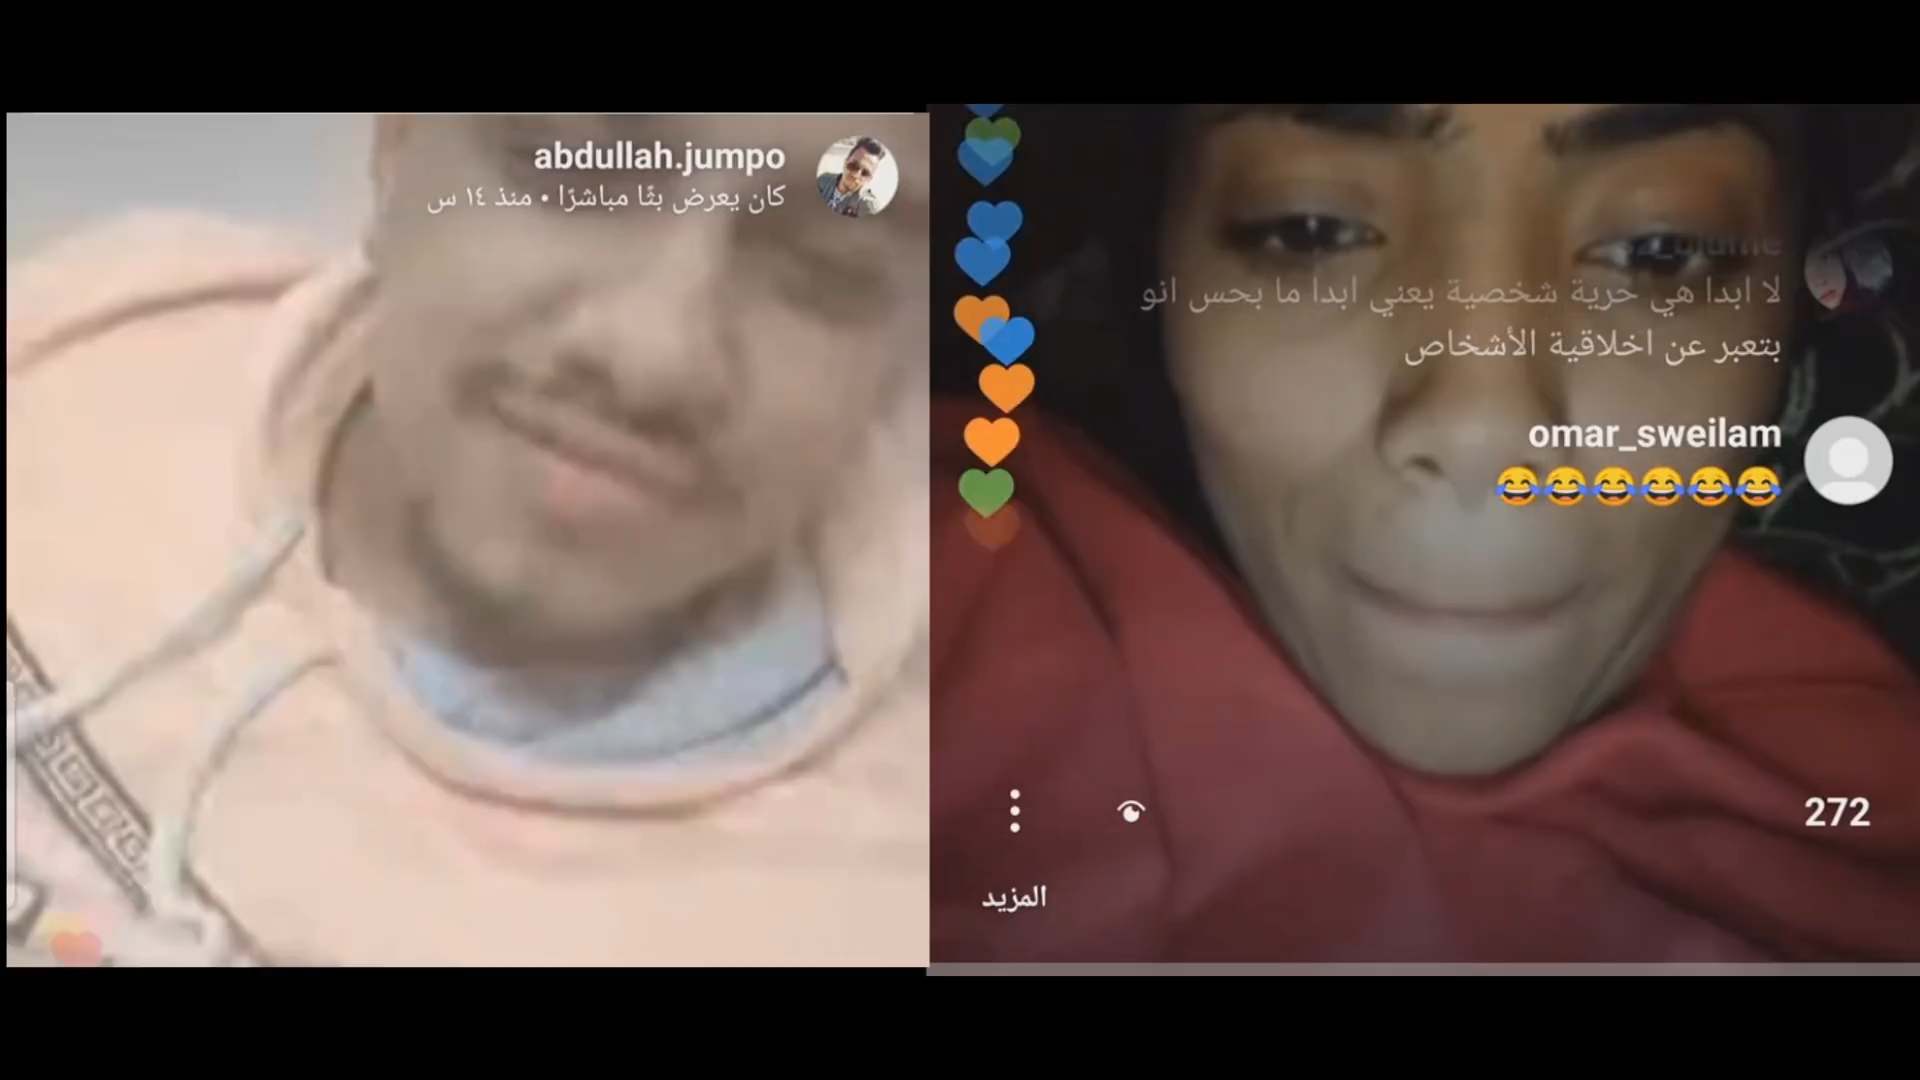 abdullah.jumpo
كان يعرض بثًا مباشرًا • منذ ١٤ س
لا ابدا هي حرية شخصية يعني ابدا ما بحس انو
بتعبر عن اخلاقية الأشخاص
omar_sweilam
😂😂😂😂😂😂
272
المزيد